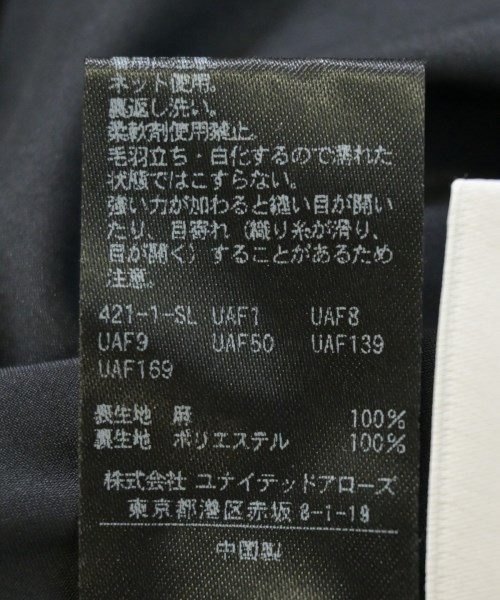 ネット使用。
裏返し洗い。
柔軟剤使用禁止。
毛羽立ち・白化するので濡れた
状態ではこすらない。
強い力が加わると縫い目が開い
たり、目寄れ（織り糸が滑り、
目が開く）することがあるため
注意。
421-1-SL UAF1 UAF8
UAF9 UAF50 UAF139
UAF169
表生地 麻 100%
裏生地 ポリエステル 100%
株式会社 ユナイテッドアローズ
東京都港区赤坂 8-1-19
中国製